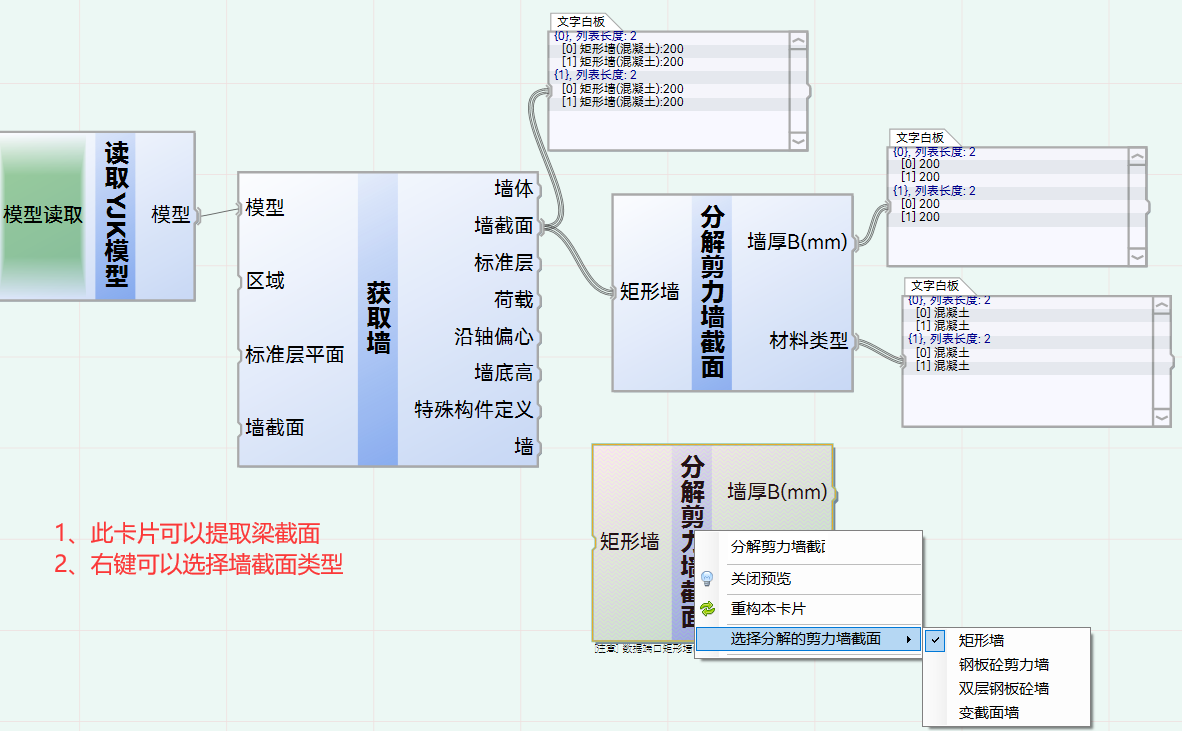 文字白板
{0}, 列表长度: 2
[0] 矩形墙(混凝土):200
[1] 矩形墙(混凝土):200
{1}, 列表长度: 2
[0] 矩形墙(混凝土):200
[1] 矩形墙(混凝土):200
模型读取
读取YJK模型
模型
模型
区域
标准层平面
墙截面
获取墙
墙体
墙截面
标准层
荷载
沿轴偏心
墙底高
特殊构件定义
墙
矩形墙
分解剪力墙截面
墙厚B(mm)
材料类型
文字白板
{0}, 列表长度: 2
[0] 200
[1] 200
{1}, 列表长度: 2
[0] 200
[1] 200
文字白板
{0}, 列表长度: 2
[0] 混凝土
[1] 混凝土
{1}, 列表长度: 2
[0] 混凝土
[1] 混凝土
1、此卡片可以提取梁截面
2、右键可以选择墙截面类型
矩形墙
分解剪力墙截面
墙厚B(mm)
[注意] 数据端口矩形墙
分解剪力墙截
关闭预览
重构本卡片
选择分解的剪力墙截面
矩形墙
钢板砼剪力墙
双层钢板砼墙
变截面墙